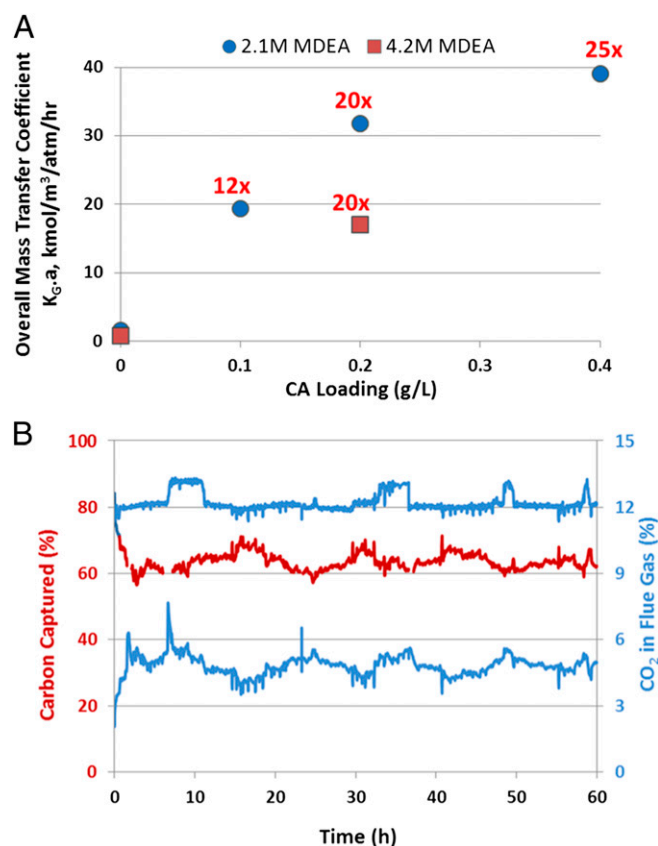 A
2.1M MDEA 4.2M MDEA
Overall Mass Transfer Coefficient
K_G.a, kmol/m³/atm/hr
40
30
20
10
0
12x
20x
20x
25x
0 0.1 0.2 0.3 0.4
CA Loading (g/L)
B
Carbon Captured (%)
100
80
60
40
20
0
15
12
9
6
3
0
CO₂ in Flue Gas (%)
0 10 20 30 40 50 60
Time (h)